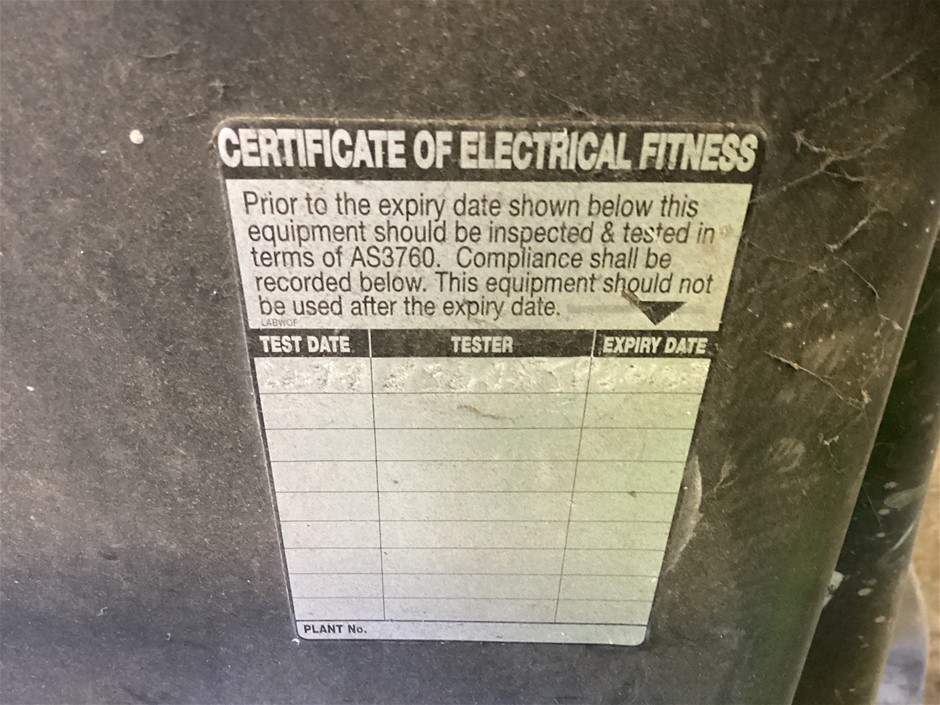 CERTIFICATE OF ELECTRICAL FITNESS
Prior to the expiry date shown below this
equipment should be inspected & tested in
terms of AS3760. Compliance shall be
recorded below. This equipment should not
be used after the expiry date.
LABWOF
TEST DATE TESTER EXPIRY DATE
PLANT No.